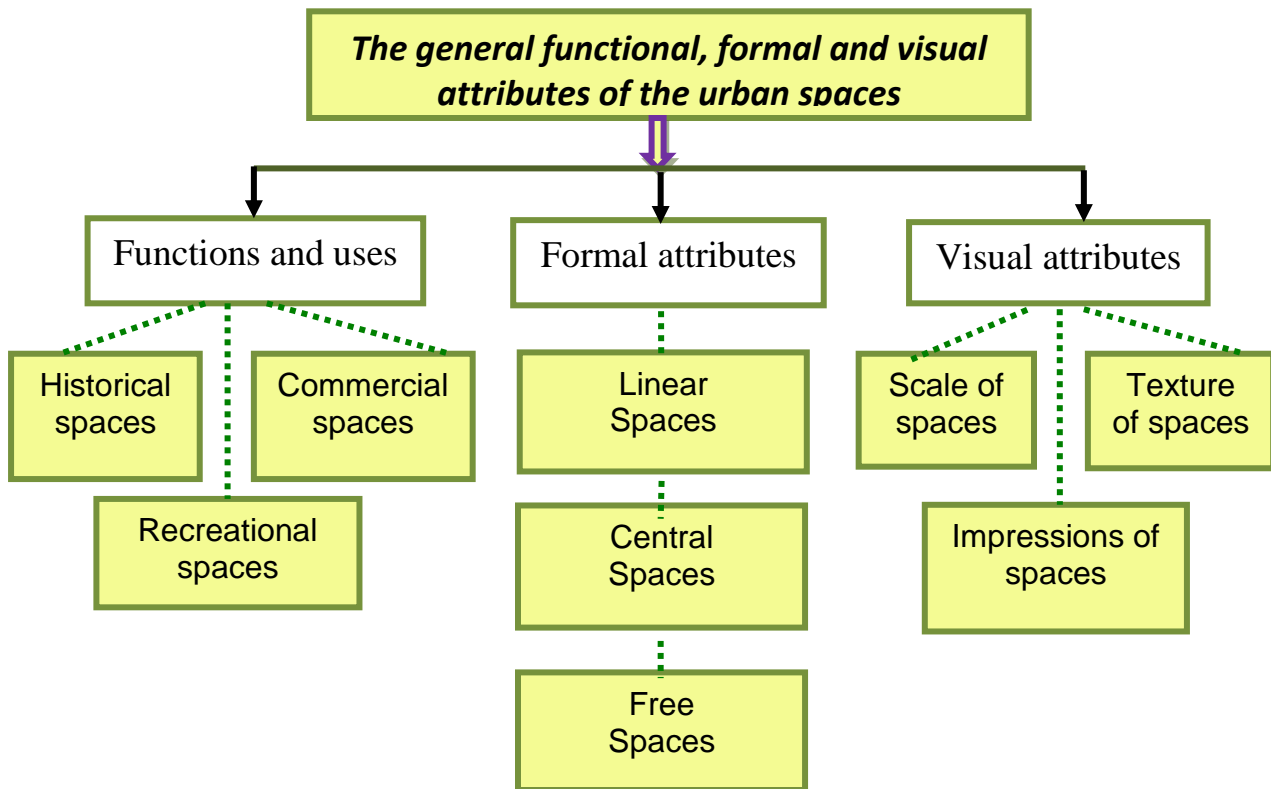 The general functional, formal and visual
attributes of the urban spaces
Functions and uses
Formal attributes
Visual attributes
Historical
spaces
Commercial
spaces
Recreational
spaces
Linear
Spaces
Central
Spaces
Free
Spaces
Scale of
spaces
Texture
of spaces
Impressions of
spaces